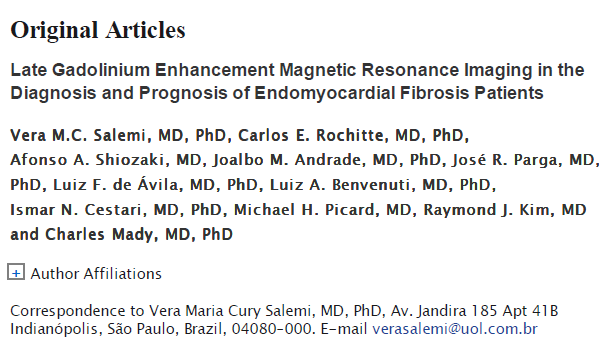 Original Articles
Late Gadolinium Enhancement Magnetic Resonance Imaging in the
Diagnosis and Prognosis of Endomyocardial Fibrosis Patients
Vera M.C. Salemi, MD, PhD, Carlos E. Rochitte, MD, PhD,
Afonso A. Shiozaki, MD, Joalbo M. Andrade, MD, PhD, José R. Parga, MD,
PhD, Luiz F. de Ávila, MD, PhD, Luiz A. Benvenuti, MD, PhD,
Ismar N. Cestari, MD, PhD, Michael H. Picard, MD, Raymond J. Kim, MD
and Charles Mady, MD, PhD
+ Author Affiliations
Correspondence to Vera Maria Cury Salemi, MD, PhD, Av. Jandira 185 Apt 41B
Indianópolis, São Paulo, Brazil, 04080-000. E-mail verasalemi@uol.com.br